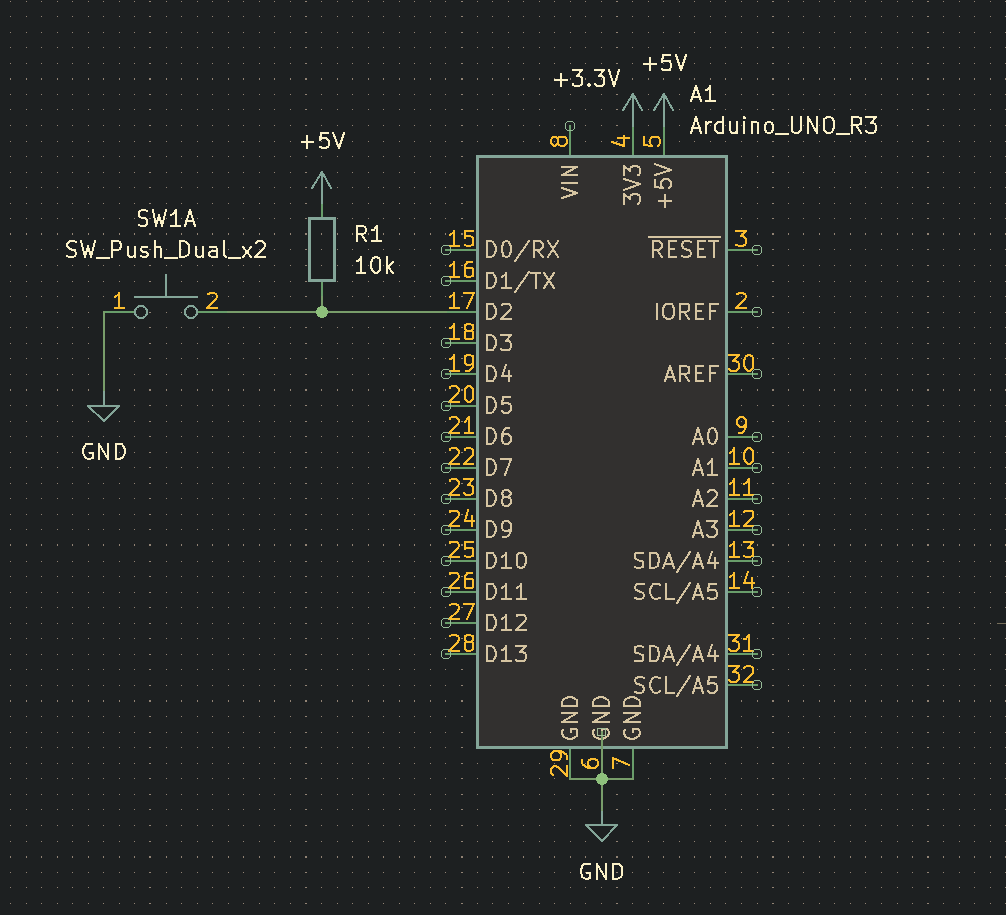 +5V
+3.3V
A1
Arduino_UNO_R3
8
4
5
VIN
3V3
+5V
+5V
SW1A
SW_Push_Dual_x2
1
2
R1
10k
GND
15 D0/RX
16 D1/TX
17 D2
18 D3
19 D4
20 D5
21 D6
22 D7
23 D8
24 D9
25 D10
26 D11
27 D12
28 D13
RESET 3
IOREF 2
AREF 30
A0 9
A1 10
A2 11
A3 12
SDA/A4 13
SCL/A5 14
SDA/A4 31
SCL/A5 32
GND
GND
GND
29
6
7
GND